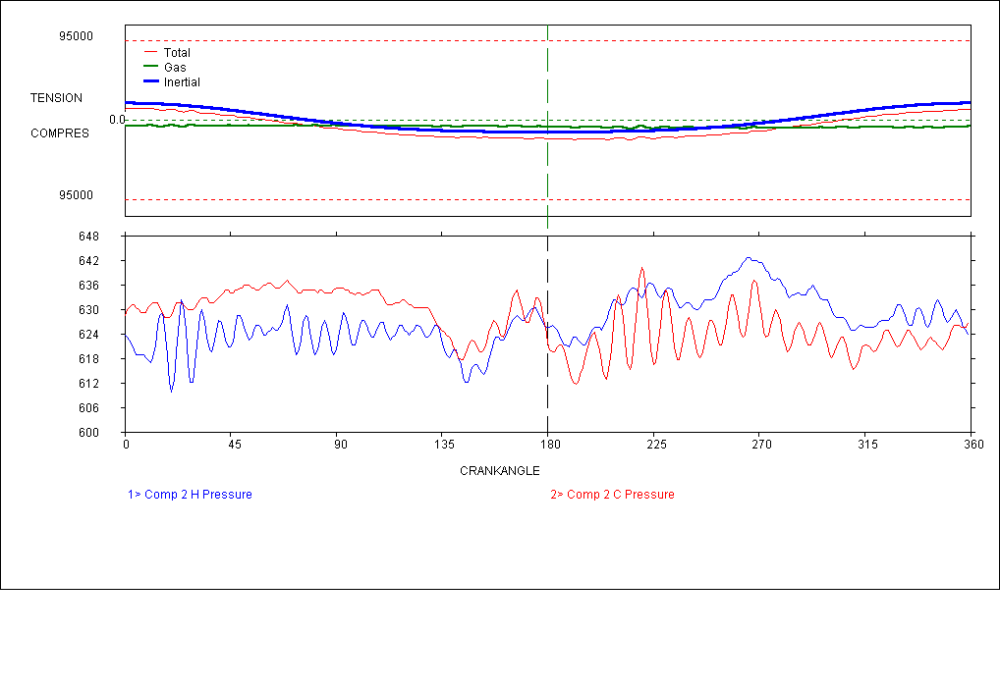 95000
Total
Gas
Inertial
TENSION
0.0
COMPRES
95000
648
642
636
630
624
618
612
606
600
0 45 90 135 180 225 270 315 360
CRANKANGLE
1> Comp 2 H Pressure 2> Comp 2 C Pressure